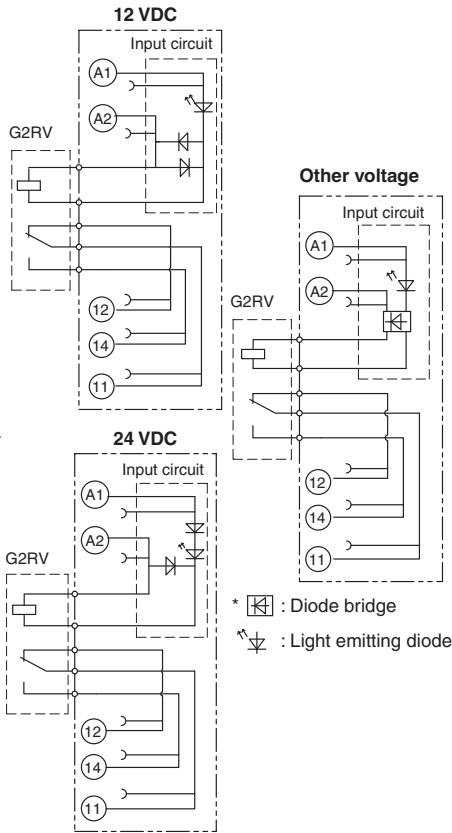 12 VDC
Input circuit
A1
A2
G2RV
12
14
11
Other voltage
Input circuit
A1
A2
G2RV
12
14
11
24 VDC
Input circuit
A1
A2
G2RV
12
14
11
* : Diode bridge
: Light emitting diode